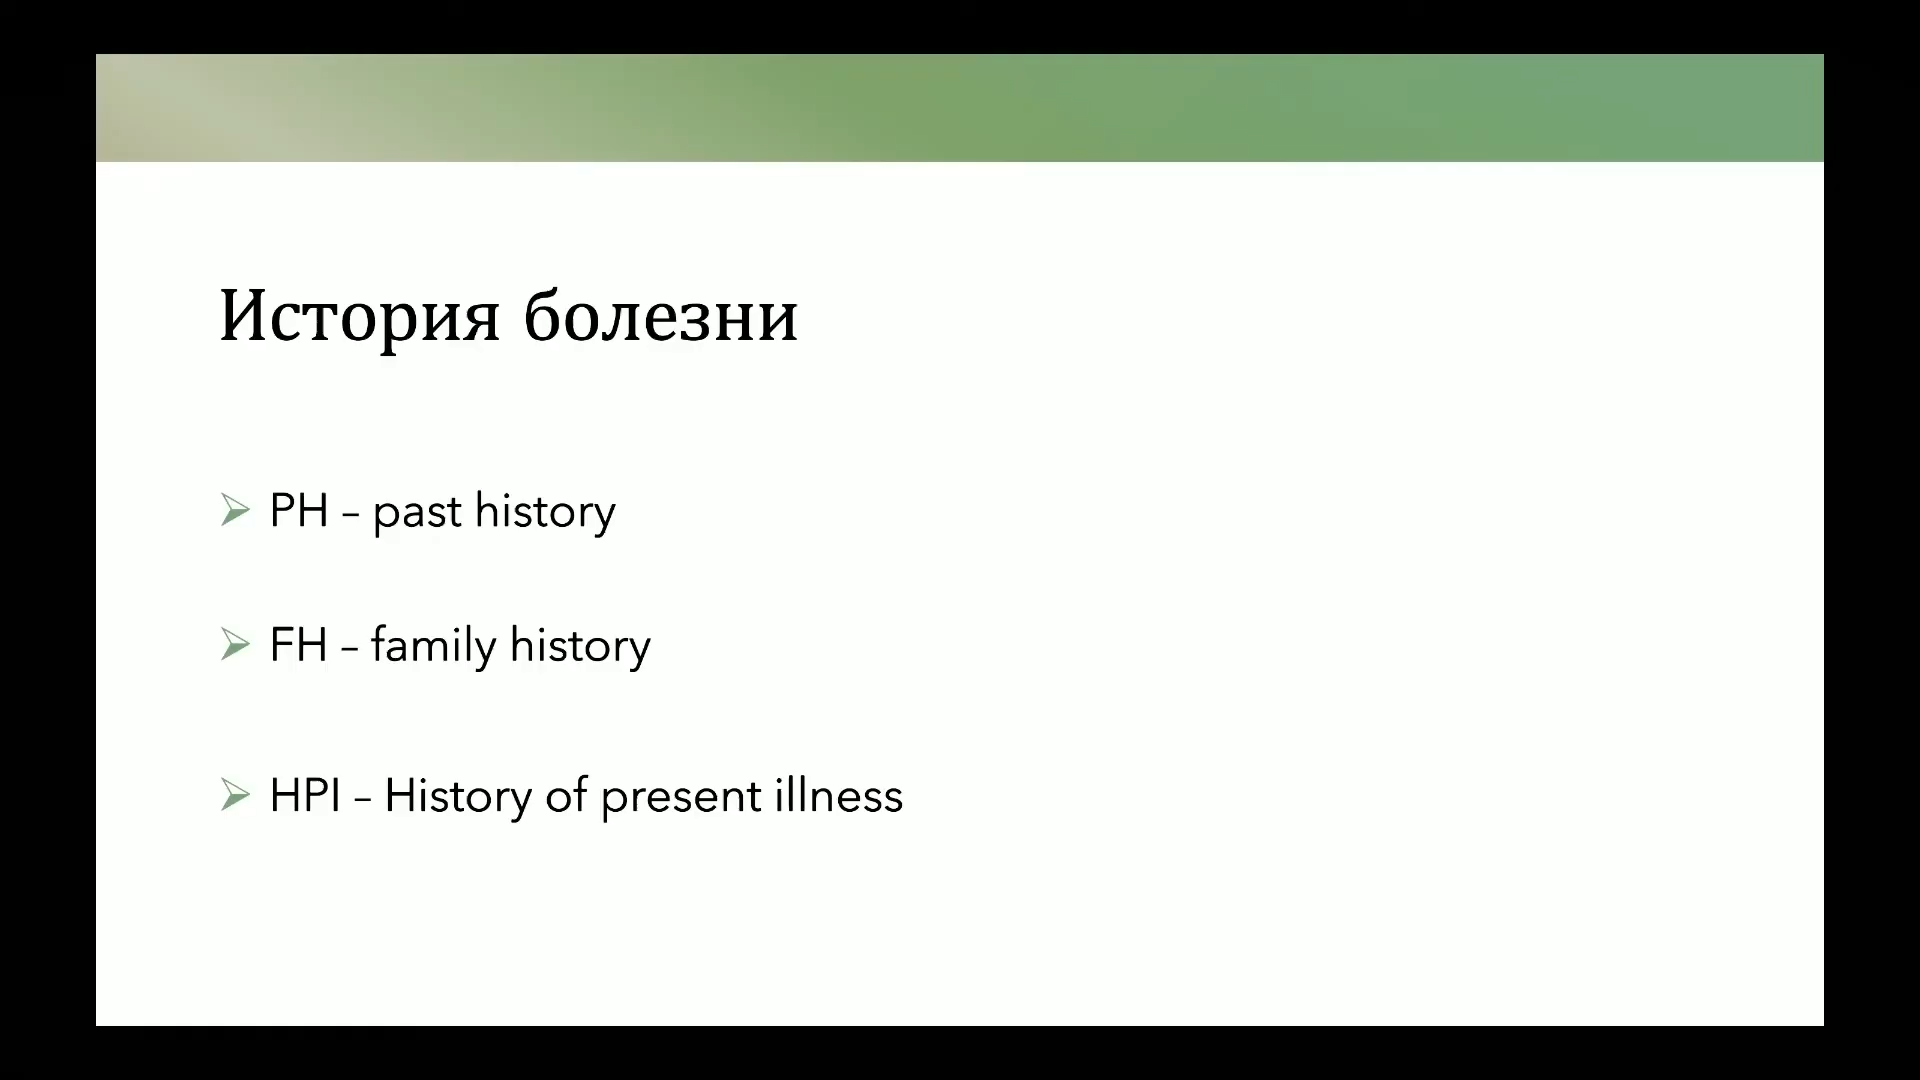 История болезни
PH – past history
FH – family history
HPI – History of present illness